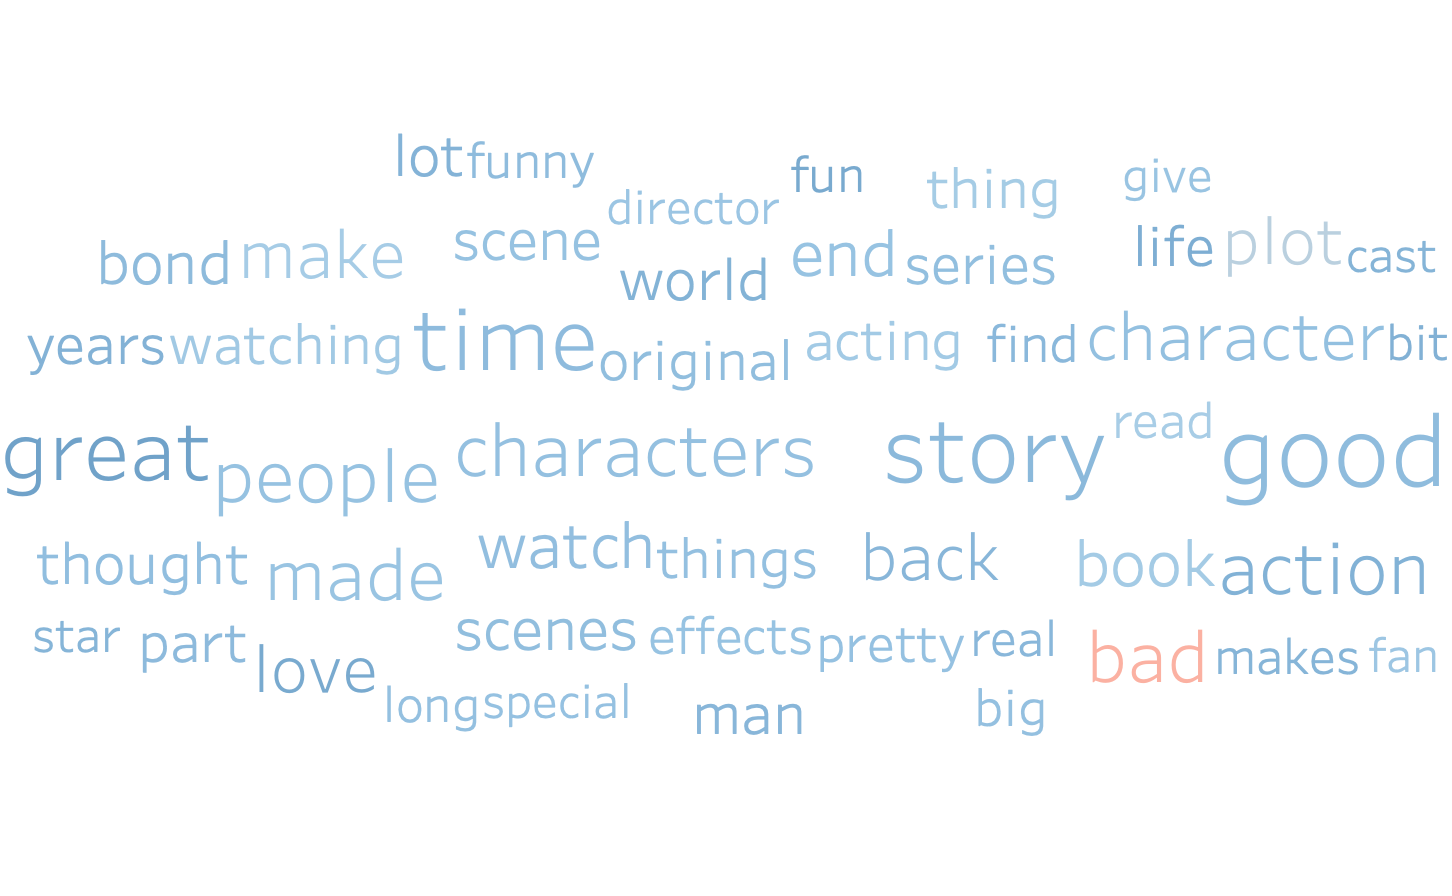 lot funny fun thing give
director
bond make scene world end series life plot cast
years watching time original acting find character bit
great people characters story read good
thought made watch things back book action
star part love scenes effects pretty real bad makes fan
long special man big